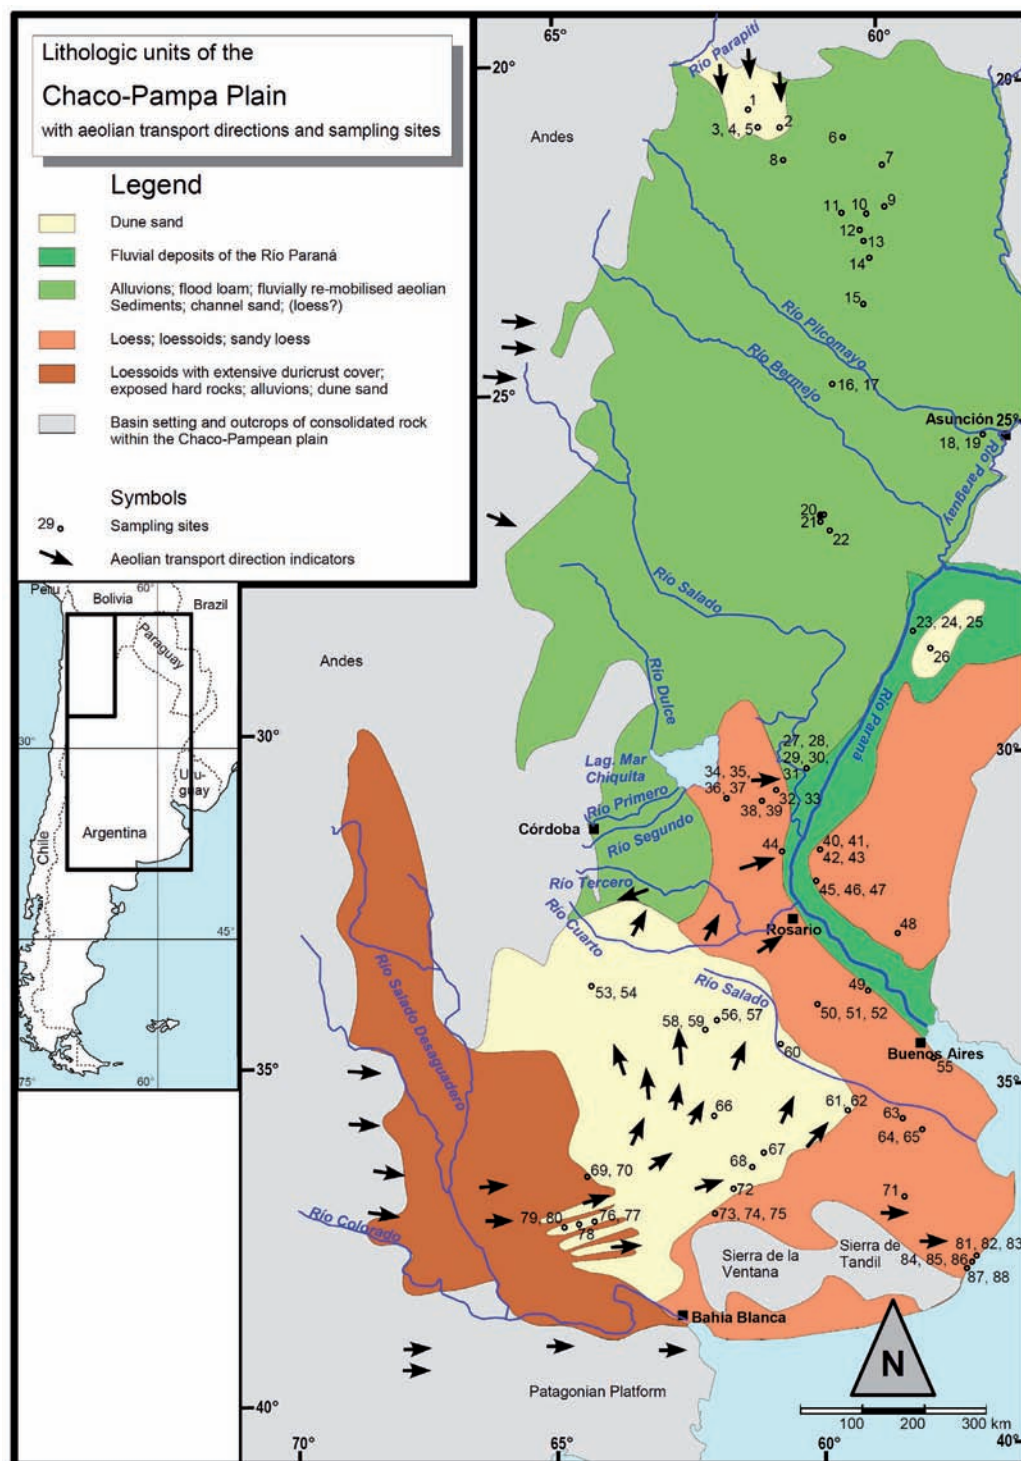 Lithologic units of the
Chaco-Pampa Plain
with aeolian transport directions and sampling sites
Legend
Dune sand
Fluvial deposits of the Río Paraná
Alluvions; flood loam; fluvially re-mobilised aeolian
Sediments; channel sand; (loess?)
Loess; loessoids; sandy loess
Loessoids with extensive duricrust cover;
exposed hard rocks; alluvions; dune sand
Basin setting and outcrops of consolidated rock
within the Chaco-Pampean plain
Symbols
29 Sampling sites
Aeolian transport direction indicators
65°
60°
20°
20°
Río Parapití
Andes
1
3, 4, 5
2
6
7
8
9
10
11
12
13
14
15
Río Pilcomayo
Río Bermejo
25°
16, 17
Asunción
25°
18, 19
Río Paraguay
20
21
22
Río Salado
23, 24, 25
26
Andes
Río Dulce
Río Paraná
30°
30°
27, 28,
29, 30,
31
Lag. Mar
Chiquita
34, 35,
36, 37
32, 33
38, 39
Río Primero
Córdoba
Río Segundo
44
40, 41,
42, 43
Río Tercero
45, 46, 47
Río Cuarto
Rosario
48
Río Salado Desaguadero
53, 54
Río Salado
49
50, 51, 52
56, 57
58, 59
60
Buenos Aires
55
35°
35°
61, 62
63
64, 65
66
67
68
69, 70
72
71
73, 74, 75
76, 77
79, 80
78
Río Colorado
Sierra de la
Ventana
Sierra de
Tandil
81, 82, 83
84, 85, 86
87, 88
Bahía Blanca
Patagonian Platform
N
100 200 300 km
40°
40°
70°
65°
60°
Peru
60°
Bolivia
Brazil
Paraguay
30°
Uru-
guay
Argentina
Chile
45°
75°
60°